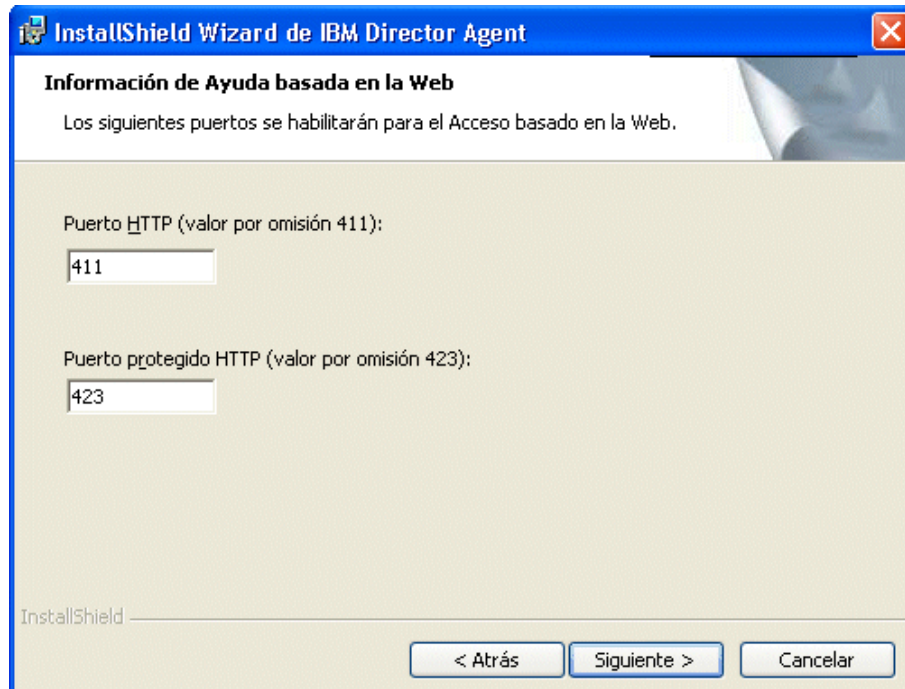 InstallShield Wizard de IBM Director Agent
Información de Ayuda basada en la Web
Los siguientes puertos se habilitarán para el Acceso basado en la Web.
Puerto HTTP (valor por omisión 411):
411
Puerto protegido HTTP (valor por omisión 423):
423
InstallShield
< Atrás
Siguiente >
Cancelar